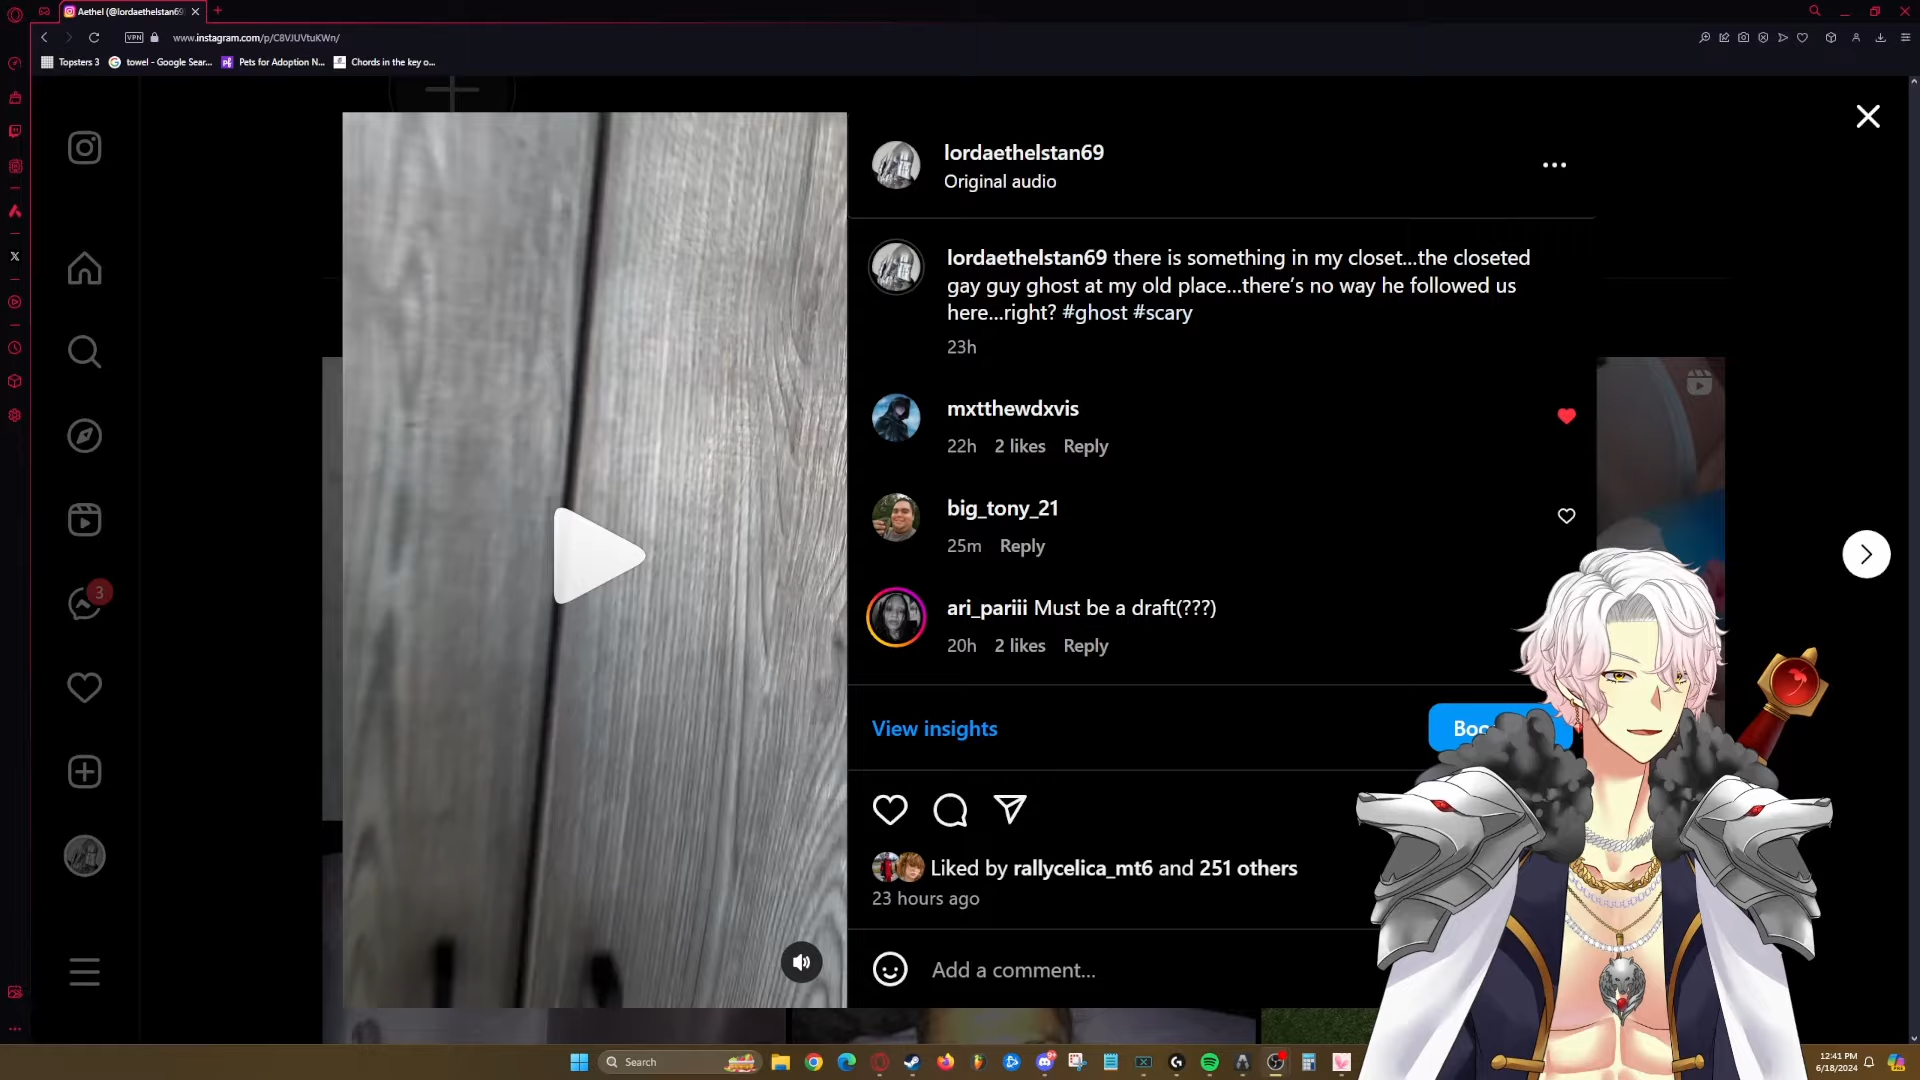 Aethel (@lordaethelstan69)
VPN
www.instagram.com/p/C8VJUVtuKWn/
Topsters 3
towel - Google Sear...
Pets for Adoption N...
Chords in the key o...
lordaethelstan69
Original audio
lordaethelstan69 there is something in my closet...the closeted
gay guy ghost at my old place...there's no way he followed us
here...right? #ghost #scary
23h
mxtthewdxvis
22h 2 likes Reply
big_tony_21
25m Reply
ari_pariii Must be a draft(???)
20h 2 likes Reply
3
View insights
Liked by rallycelica_mt6 and 251 others
23 hours ago
Add a comment...
Search
12:41 PM
6/18/2024